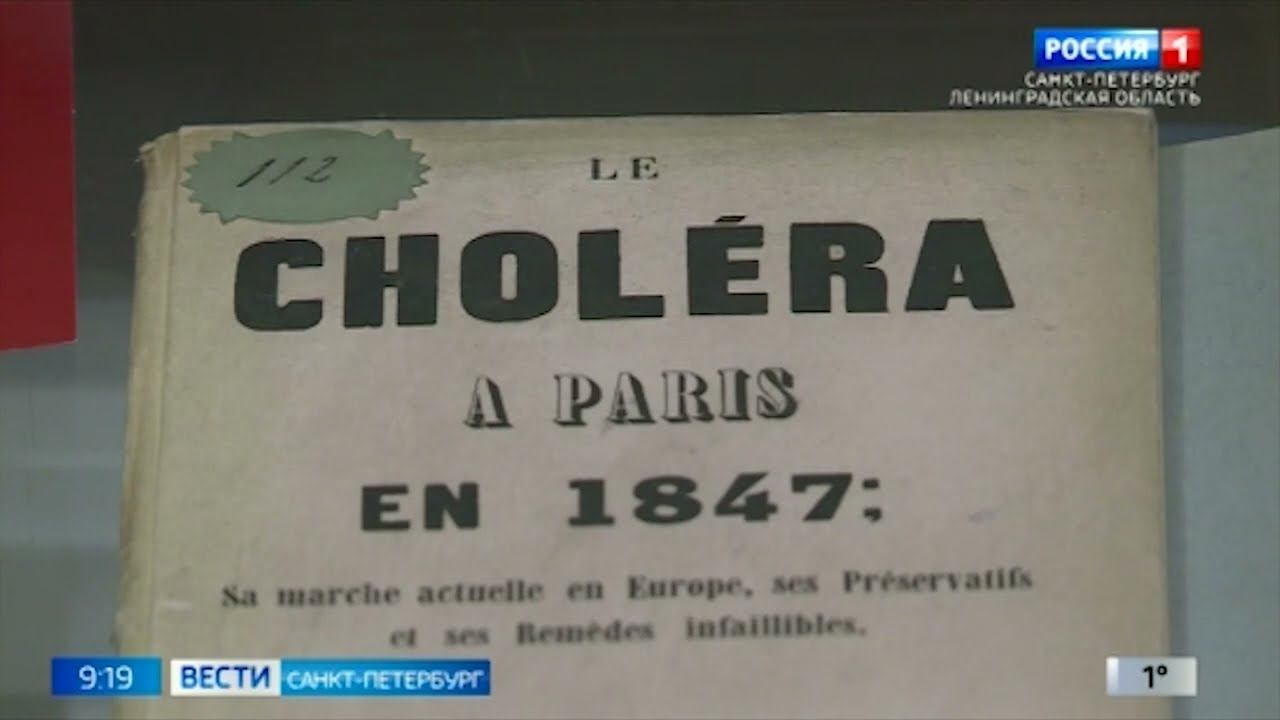 РОССИЯ 1
САНКТ-ПЕТЕРБУРГ
ЛЕНИНГРАДСКАЯ ОБЛАСТЬ
112
LE
CHOLÉRA
A PARIS
EN 1847;
Sa marche actuelle en Europe, ses Préservatifs
et ses Remèdes infaillibles.
9:19 ВЕСТИ САНКТ-ПЕТЕРБУРГ
1°